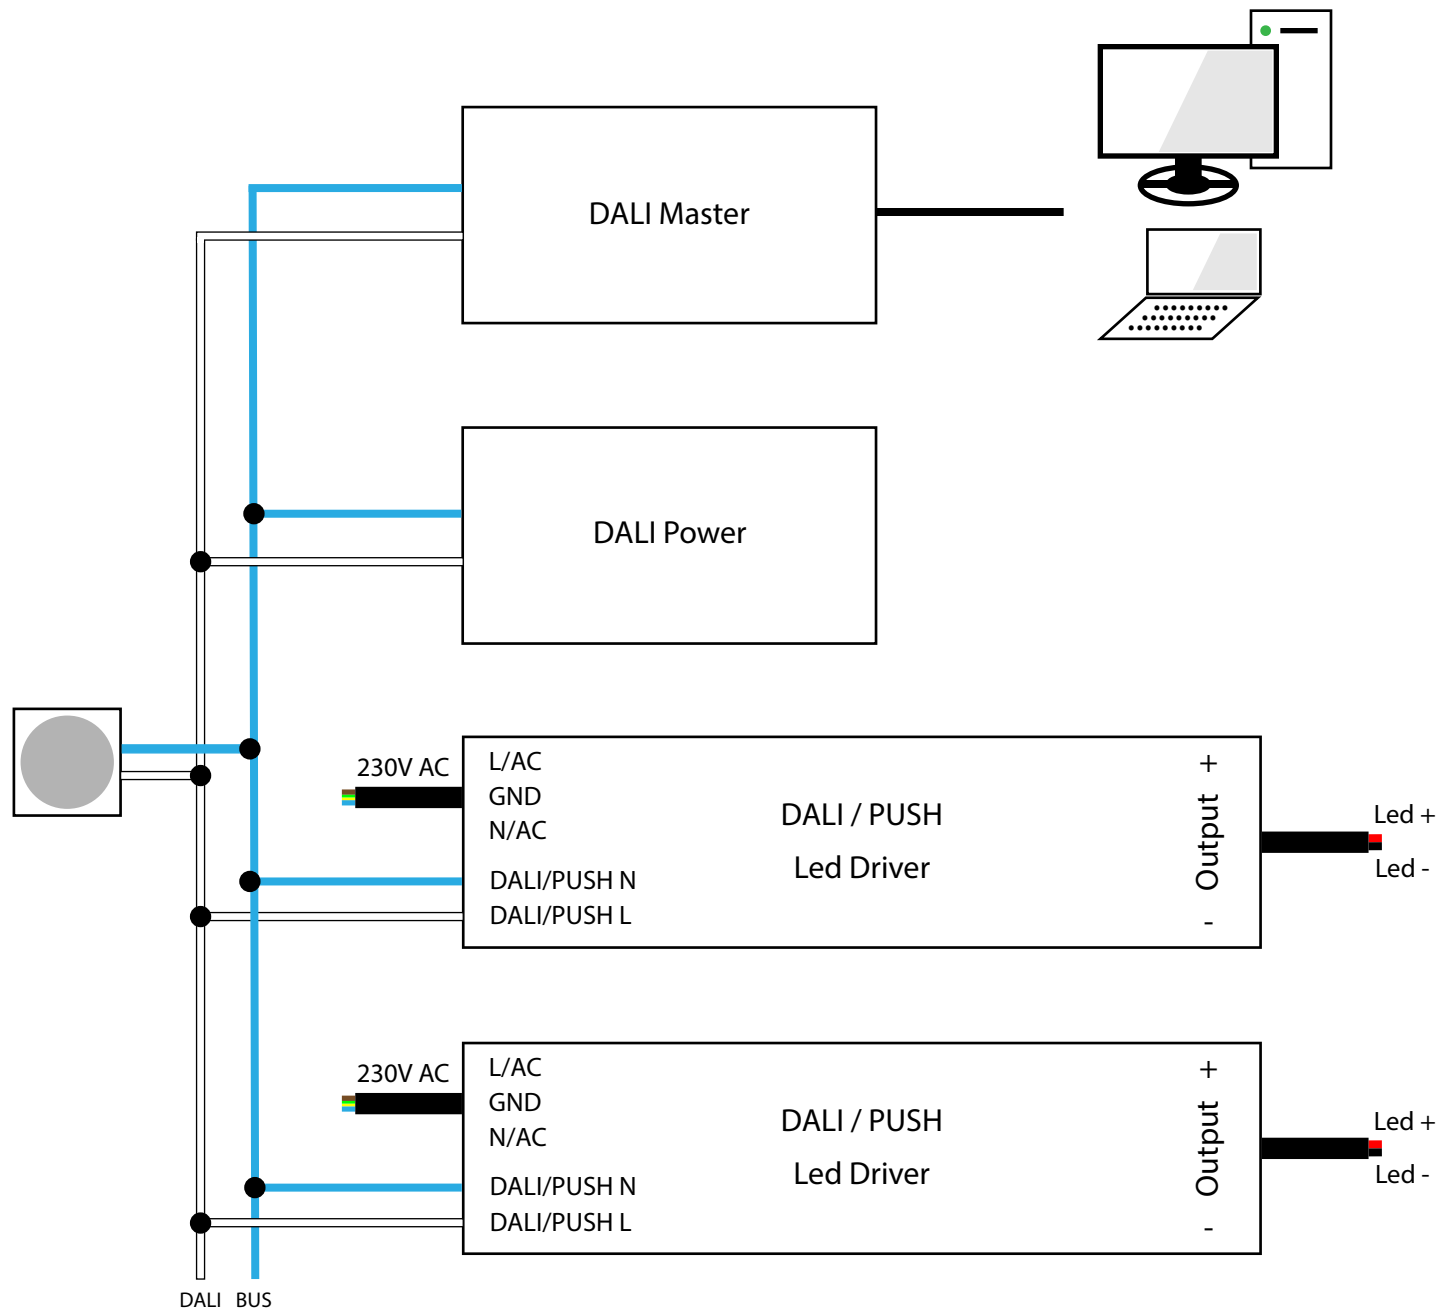 DALI Master
DALI Power
230V AC
L/AC
GND
N/AC
DALI/PUSH N
DALI/PUSH L
DALI / PUSH
Led Driver
+
Output
-
Led +
Led -
230V AC
L/AC
GND
N/AC
DALI/PUSH N
DALI/PUSH L
DALI / PUSH
Led Driver
+
Output
-
Led +
Led -
DALI BUS